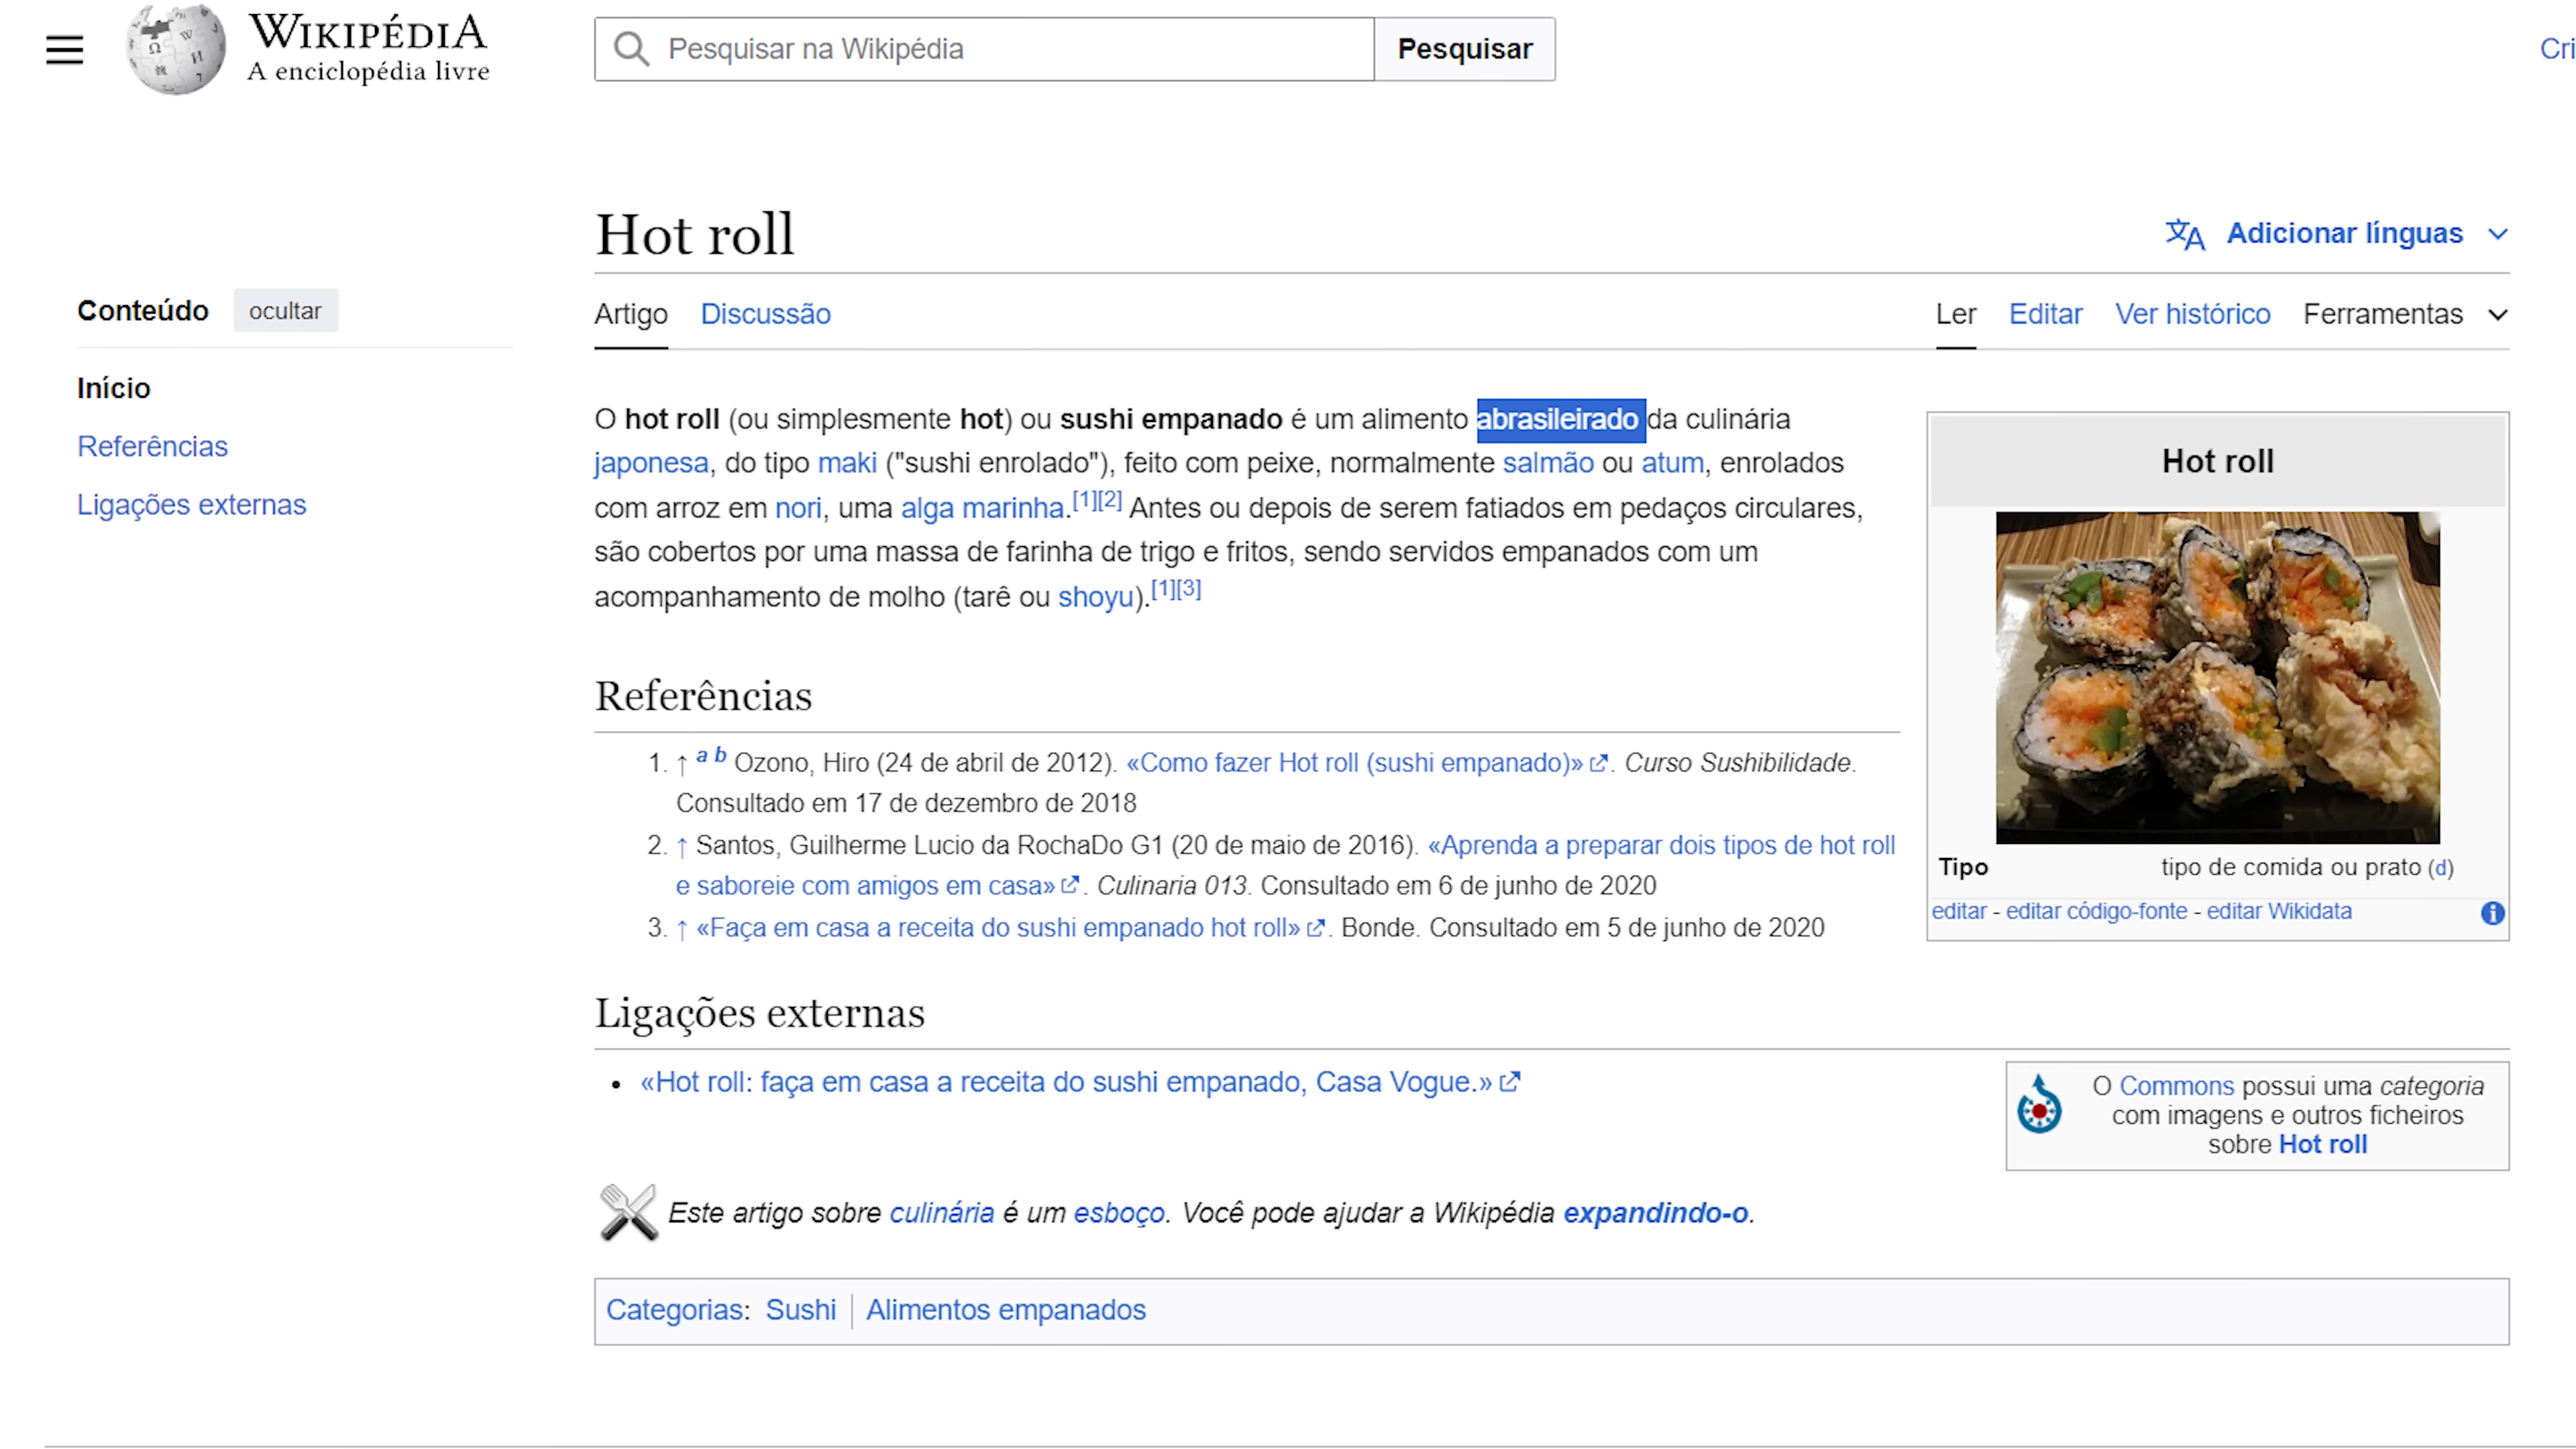 WIKIPÉDIA
A enciclopédia livre
Pesquisar na Wikipédia
Pesquisar
Hot roll
Adicionar línguas
Conteúdo ocultar
Início
Referências
Ligações externas
Artigo Discussão
Ler Editar Ver histórico Ferramentas
O hot roll (ou simplesmente hot) ou sushi empanado é um alimento abrasileirado da culinária
japonesa, do tipo maki ("sushi enrolado"), feito com peixe, normalmente salmão ou atum, enrolados
com arroz em nori, uma alga marinha.[1][2] Antes ou depois de serem fatiados em pedaços circulares,
são cobertos por uma massa de farinha de trigo e fritos, sendo servidos empanados com um
acompanhamento de molho (tarê ou shoyu).[1][3]
Hot roll
Tipo tipo de comida ou prato (d)
editar - editar código-fonte - editar Wikidata
Referências
1. ↑ a b Ozono, Hiro (24 de abril de 2012). «Como fazer Hot roll (sushi empanado)». Curso Sushibilidade.
Consultado em 17 de dezembro de 2018
2. ↑ Santos, Guilherme Lucio da RochaDo G1 (20 de maio de 2016). «Aprenda a preparar dois tipos de hot roll
e saboreie com amigos em casa». Culinaria 013. Consultado em 6 de junho de 2020
3. ↑ «Faça em casa a receita do sushi empanado hot roll». Bonde. Consultado em 5 de junho de 2020
Ligações externas
• «Hot roll: faça em casa a receita do sushi empanado, Casa Vogue.»
O Commons possui uma categoria
com imagens e outros ficheiros
sobre Hot roll
Este artigo sobre culinária é um esboço. Você pode ajudar a Wikipédia expandindo-o.
Categorias: Sushi | Alimentos empanados